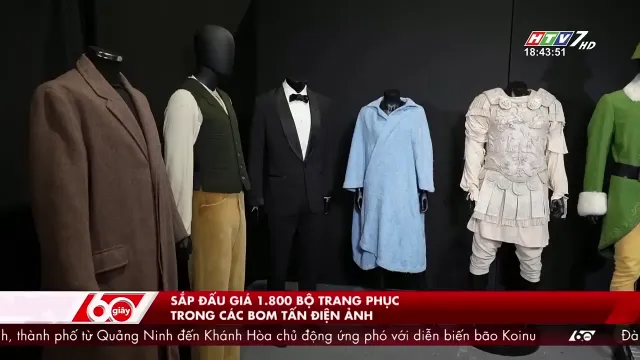 HTV7 HD
18:43:51
SẮP ĐẤU GIÁ 1.800 BỘ TRANG PHỤC
TRONG CÁC BOM TẤN ĐIỆN ẢNH
60 giây
h, thành phố từ Quảng Ninh đến Khánh Hòa chủ động ứng phó với diễn biến bão Koinu
60